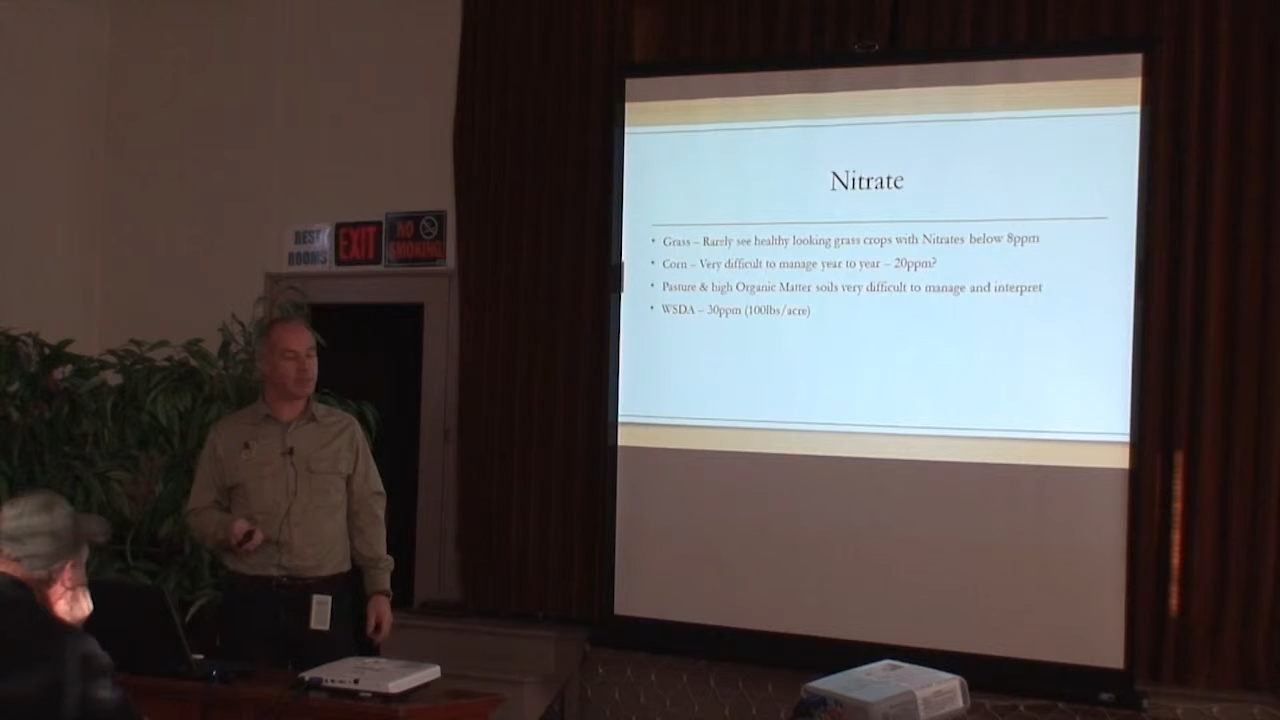 REST
ROOMS
EXIT
NO
SMOKING
Nitrate
• Grass – Rarely see healthy looking grass crops with Nitrates below 8ppm
• Corn – Very difficult to manage year to year – 20ppm?
• Pasture & high Organic Matter soils very difficult to manage and interpret
• WSDA – 30ppm (100lbs/acre)